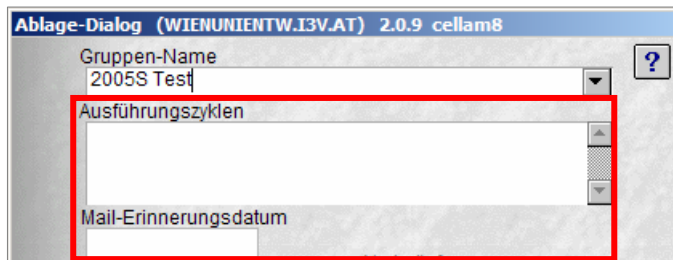 Ablage-Dialog (WIENUNIENTW.I3V.AT) 2.0.9 cellam8
Gruppen-Name
?
2005S Test
Ausführungszyklen
Mail-Erinnerungsdatum